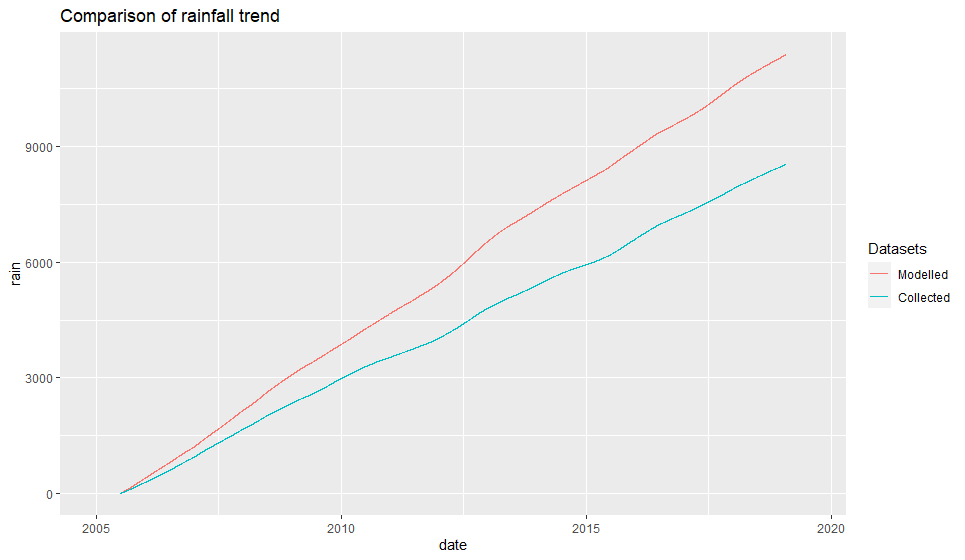 Comparison of rainfall trend
rain
9000
6000
3000
0
2005
2010
2015
2020
date
Datasets
Modelled
Collected